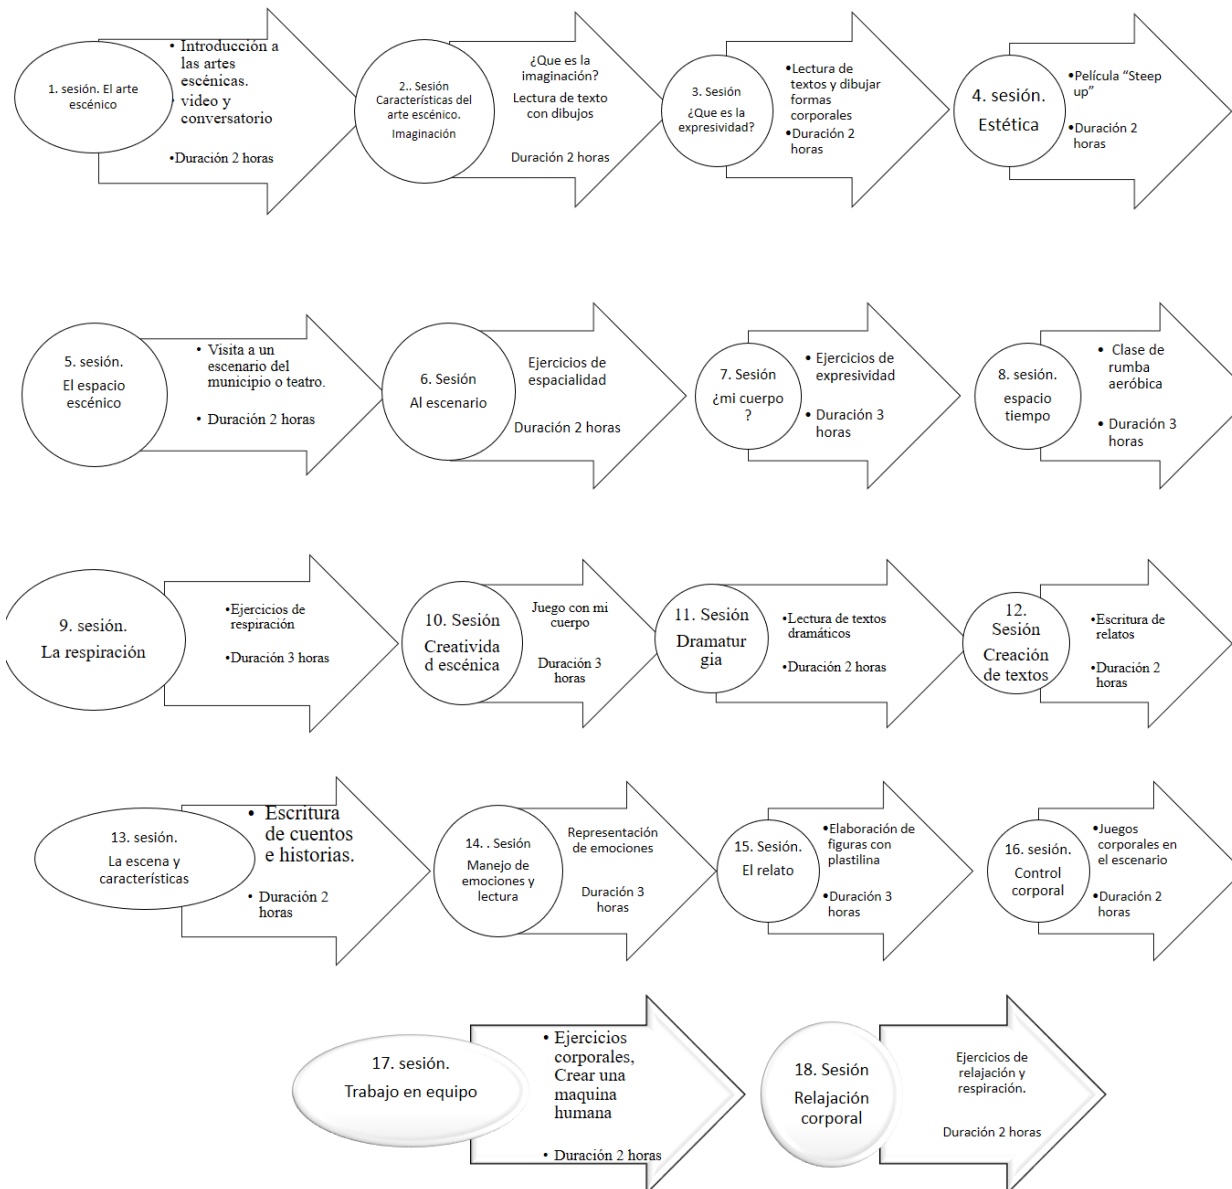 1. sesión. El arte
escénico
• Introducción a
las artes
escénicas.
• video y
conversatorio
•Duración 2 horas
2.. Sesión
Características del
arte escénico.
Imaginación
¿Que es la
imaginación?
Lectura de texto
con dibujos
Duración 2 horas
3. Sesión
¿Que es la
expresividad?
•Lectura de
textos y dibujar
formas
corporales
•Duración 2
horas
4. sesión.
Estética
•Película “Steep
up”
•Duración 2
horas
5. sesión.
El espacio
escénico
• Visita a un
escenario del
municipio o teatro.
• Duración 2 horas
6. Sesión
Al escenario
Ejercicios de
espacialidad
Duración 2 horas
7. Sesión
¿mi cuerpo
?
• Ejercicios de
expresividad
• Duración 3
horas
8. sesión.
espacio
tiempo
• Clase de
rumba
aeróbica
• Duración 3
horas
9. sesión.
La respiración
•Ejercicios de
respiración
•Duración 3 horas
10. Sesión
Creativida
d escénica
Juego con mi
cuerpo
Duración 3
horas
11. Sesión
Dramatur
gia
•Lectura de textos
dramáticos
•Duración 2 horas
12.
Sesión
Creación
de textos
•Escritura de
relatos
•Duración 2
horas
13. sesión.
La escena y
características
• Escritura
de cuentos
e historias.
• Duración 2
horas
14. . Sesión
Manejo de
emociones y
lectura
Representación
de emociones
Duración 3
horas
15. Sesión.
El relato
•Elaboración de
figuras con
plastilina
•Duración 3
horas
16. sesión.
Control
corporal
•Juegos
corporales en
el escenario
•Duración 2
horas
17. sesión.
Trabajo en equipo
• Ejercicios
corporales,
Crear una
maquina
humana
• Duración 2 horas
18. Sesión
Relajación
corporal
Ejercicios de
relajación y
respiración.
Duración 2 horas